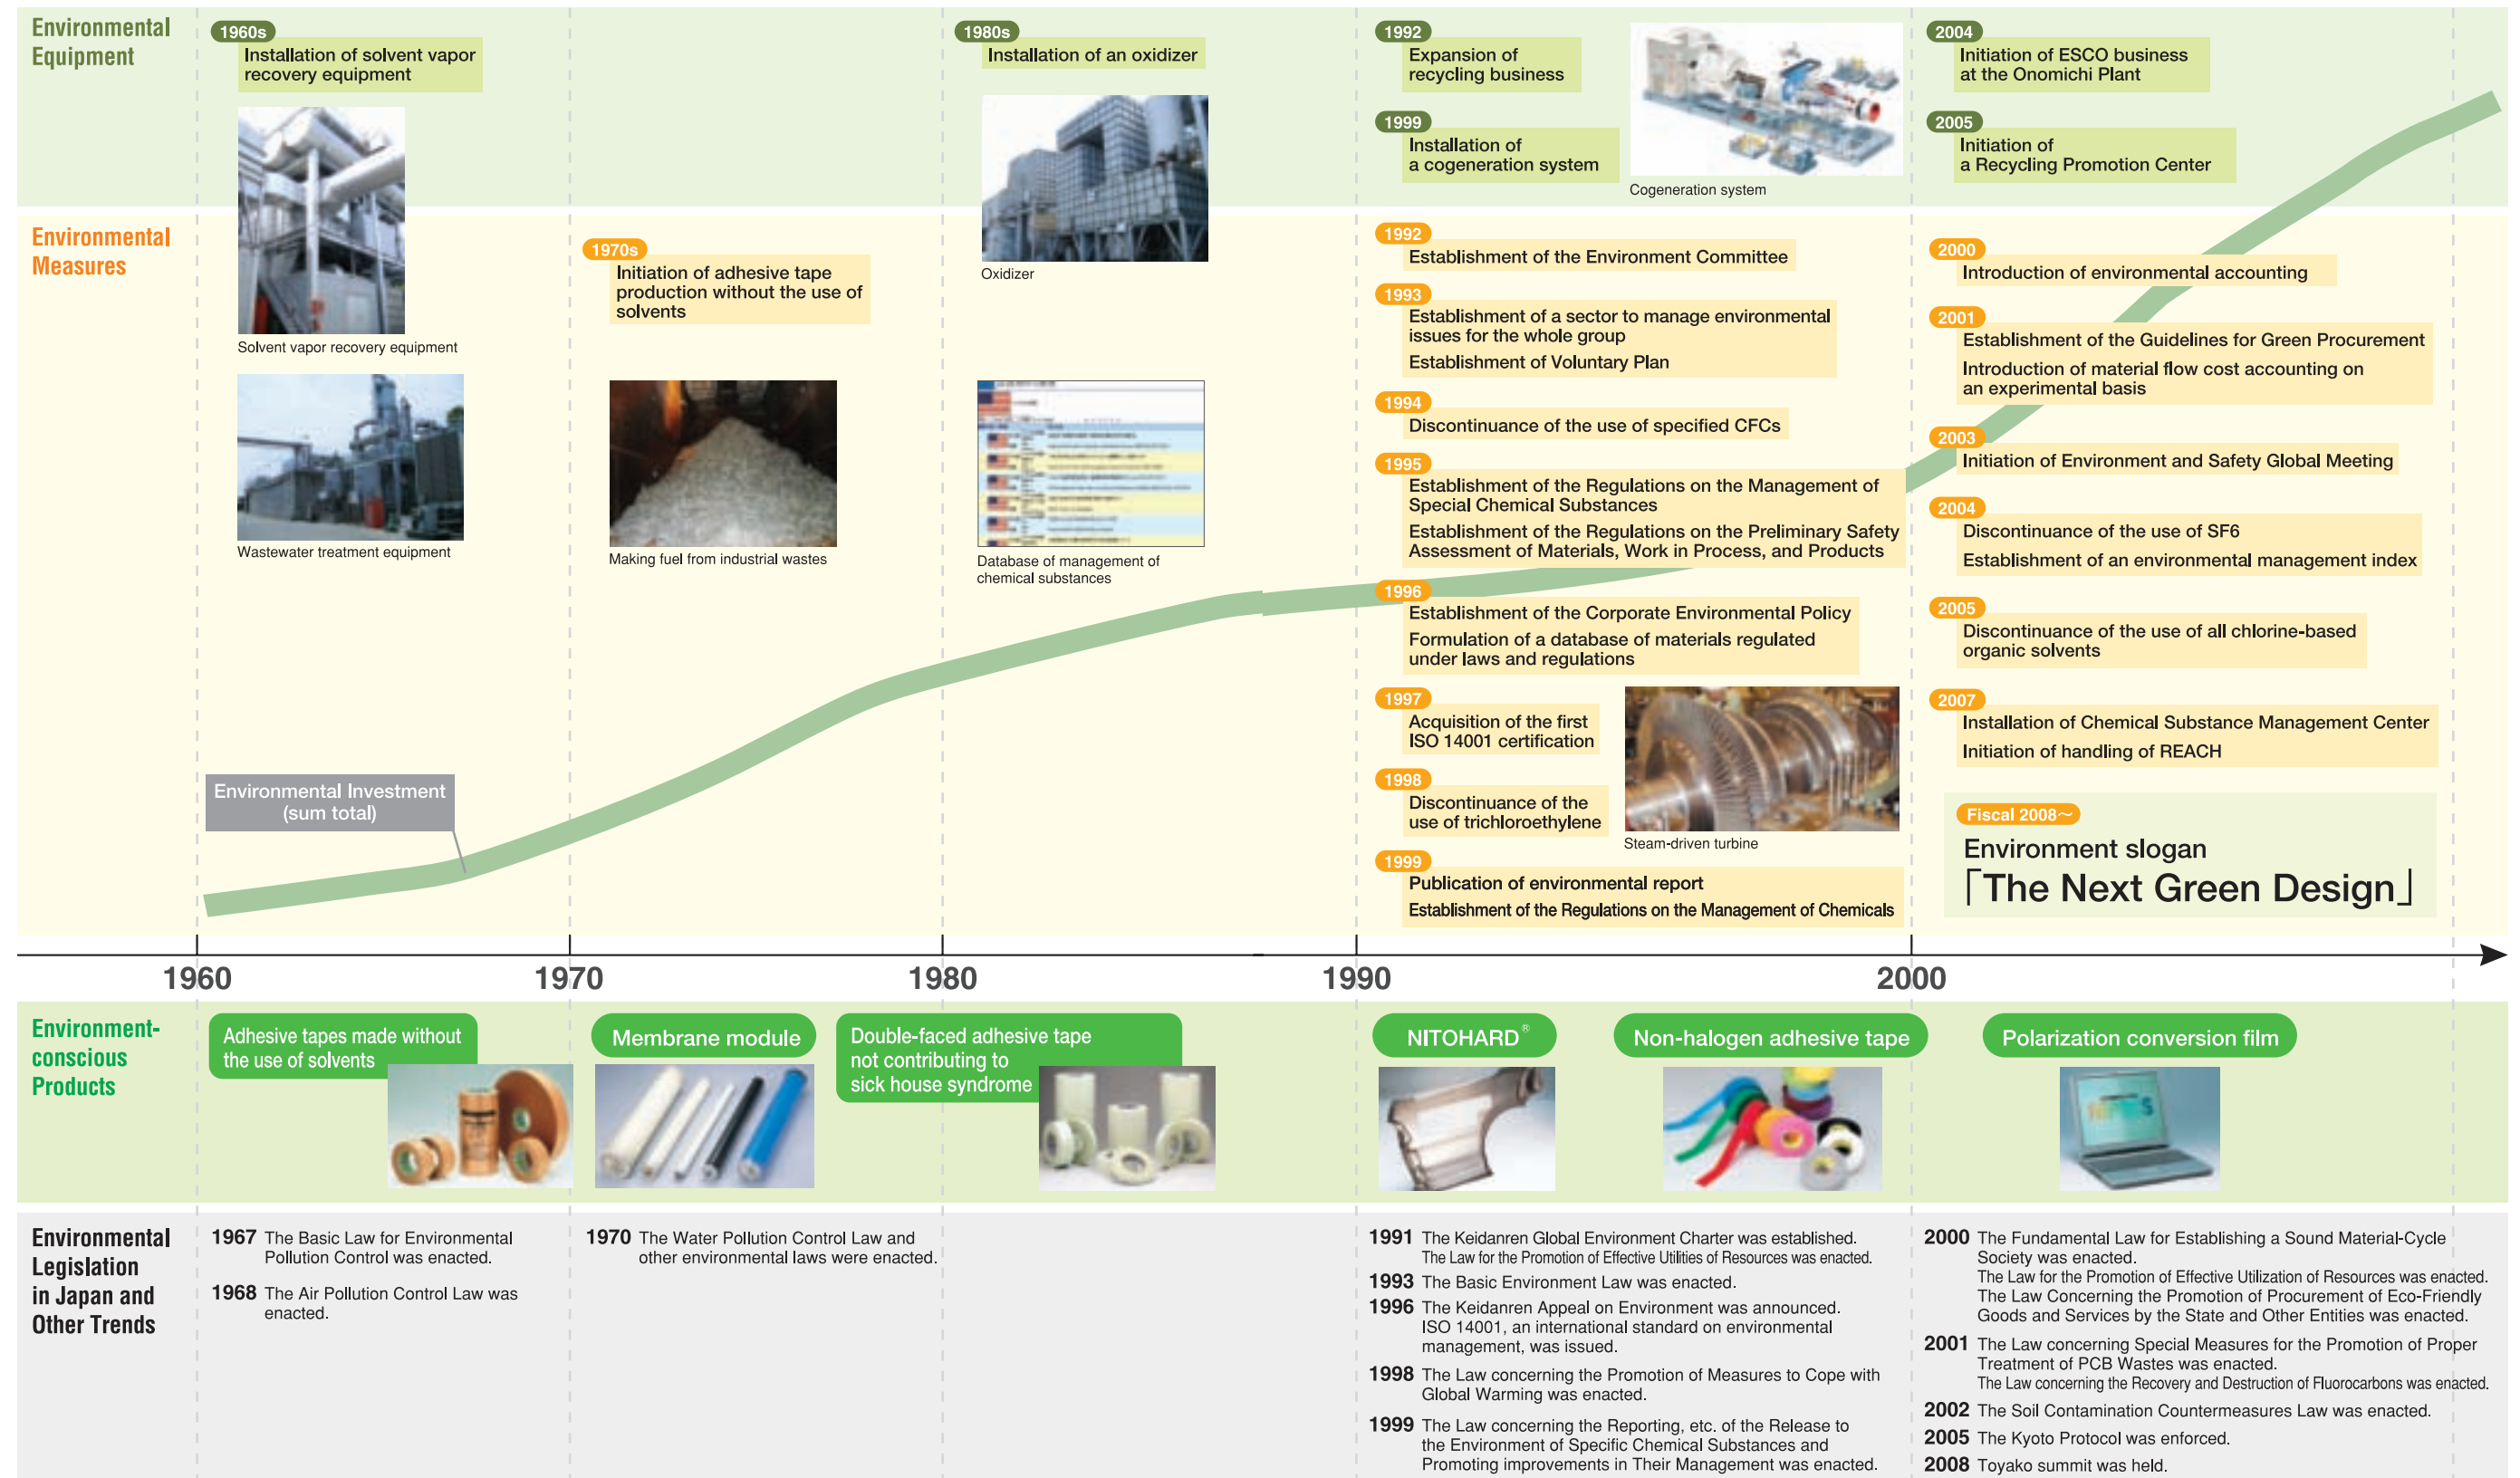 Environmental
Equipment
1960s
Installation of solvent vapor
recovery equipment
Solvent vapor recovery equipment
Wastewater treatment equipment
1980s
Installation of an oxidizer
Oxidizer
1992
Expansion of
recycling business
1999
Installation of
a cogeneration system
Cogeneration system
2004
Initiation of ESCO business
at the Onomichi Plant
2005
Initiation of
a Recycling Promotion Center
Environmental
Measures
1970s
Initiation of adhesive tape
production without the use of
solvents
Making fuel from industrial wastes
Database of management of
chemical substances
1992
Establishment of the Environment Committee
1993
Establishment of a sector to manage environmental
issues for the whole group
Establishment of Voluntary Plan
1994
Discontinuance of the use of specified CFCs
1995
Establishment of the Regulations on the Management of
Special Chemical Substances
Establishment of the Regulations on the Preliminary Safety
Assessment of Materials, Work in Process, and Products
1996
Establishment of the Corporate Environmental Policy
Formulation of a database of materials regulated
under laws and regulations
1997
Acquisition of the first
ISO 14001 certification
1998
Discontinuance of the
use of trichloroethylene
Steam-driven turbine
1999
Publication of environmental report
Establishment of the Regulations on the Management of Chemicals
2000
Introduction of environmental accounting
2001
Establishment of the Guidelines for Green Procurement
Introduction of material flow cost accounting on
an experimental basis
2003
Initiation of Environment and Safety Global Meeting
2004
Discontinuance of the use of SF6
Establishment of an environmental management index
2005
Discontinuance of the use of all chlorine-based
organic solvents
2007
Installation of Chemical Substance Management Center
Initiation of handling of REACH
Fiscal 2008~
Environment slogan
「The Next Green Design」
Environmental Investment
(sum total)
1960
1970
1980
1990
2000
Environment-
conscious
Products
Adhesive tapes made without
the use of solvents
Membrane module
Double-faced adhesive tape
not contributing to
sick house syndrome
NITOHARD®
Non-halogen adhesive tape
Polarization conversion film
Environmental
Legislation
in Japan and
Other Trends
1967 The Basic Law for Environmental
Pollution Control was enacted.
1968 The Air Pollution Control Law was
enacted.
1970 The Water Pollution Control Law and
other environmental laws were enacted.
1991 The Keidanren Global Environment Charter was established.
The Law for the Promotion of Effective Utilities of Resources was enacted.
1993 The Basic Environment Law was enacted.
1996 The Keidanren Appeal on Environment was announced.
ISO 14001, an international standard on environmental
management, was issued.
1998 The Law concerning the Promotion of Measures to Cope with
Global Warming was enacted.
1999 The Law concerning the Reporting, etc. of the Release to
the Environment of Specific Chemical Substances and
Promoting improvements in Their Management was enacted.
2000 The Fundamental Law for Establishing a Sound Material-Cycle
Society was enacted.
The Law for the Promotion of Effective Utilization of Resources was enacted.
The Law Concerning the Promotion of Procurement of Eco-Friendly
Goods and Services by the State and Other Entities was enacted.
2001 The Law concerning Special Measures for the Promotion of Proper
Treatment of PCB Wastes was enacted.
The Law concerning the Recovery and Destruction of Fluorocarbons was enacted.
2002 The Soil Contamination Countermeasures Law was enacted.
2005 The Kyoto Protocol was enforced.
2008 Toyako summit was held.